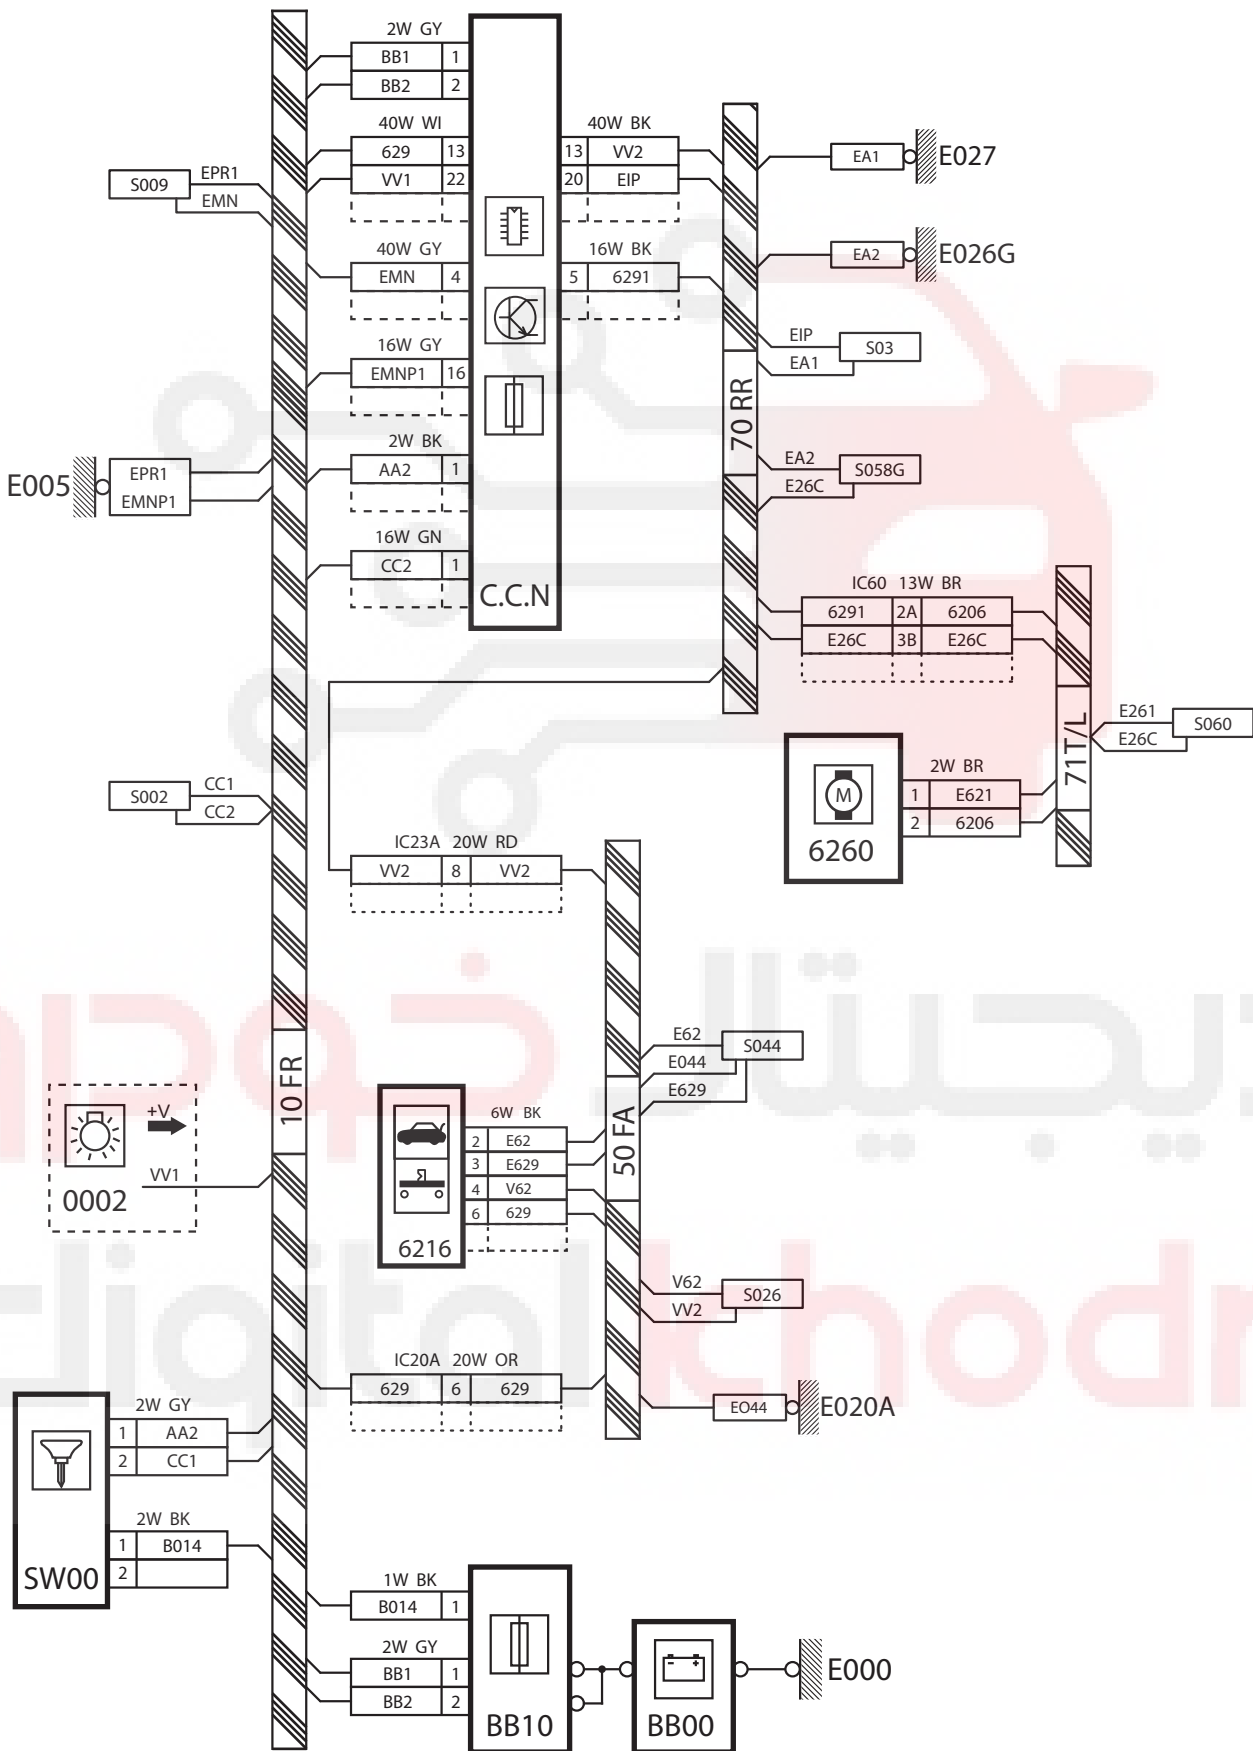 2W GY
BB1 1
BB2 2
40W WI
629 13
VV1 22
40W BK
13 VV2
20 EIP
EA1
E027
S009
EPR1
EMN
40W GY
EMN 4
16W BK
5 6291
EA2
E026G
16W GY
EMNP1 16
EIP
S03
EA1
70 RR
2W BK
AA2 1
E005
EPR1
EMNP1
EA2
S058G
E26C
16W GN
CC2 1
C.C.N
IC60 13W BR
6291 2A 6206
E26C 3B E26C
71T/L
E261
S060
E26C
2W BR
1 E621
2 6206
M
6260
S002
CC1
CC2
IC23A 20W RD
VV2 8 VV2
خودرو
دیجیتال
10 FR
E62
S044
E044
E629
50 FA
+V
VV1
0002
6W BK
2 E62
3 E629
4 V62
6 629
6216
V62
S026
VV2
digital khodro
IC20A 20W OR
629 6 629
EO44
E020A
2W GY
1 AA2
2 CC1
2W BK
1 B014
2
SW00
1W BK
B014 1
2W GY
BB1 1
BB2 2
BB10
BB00
E000